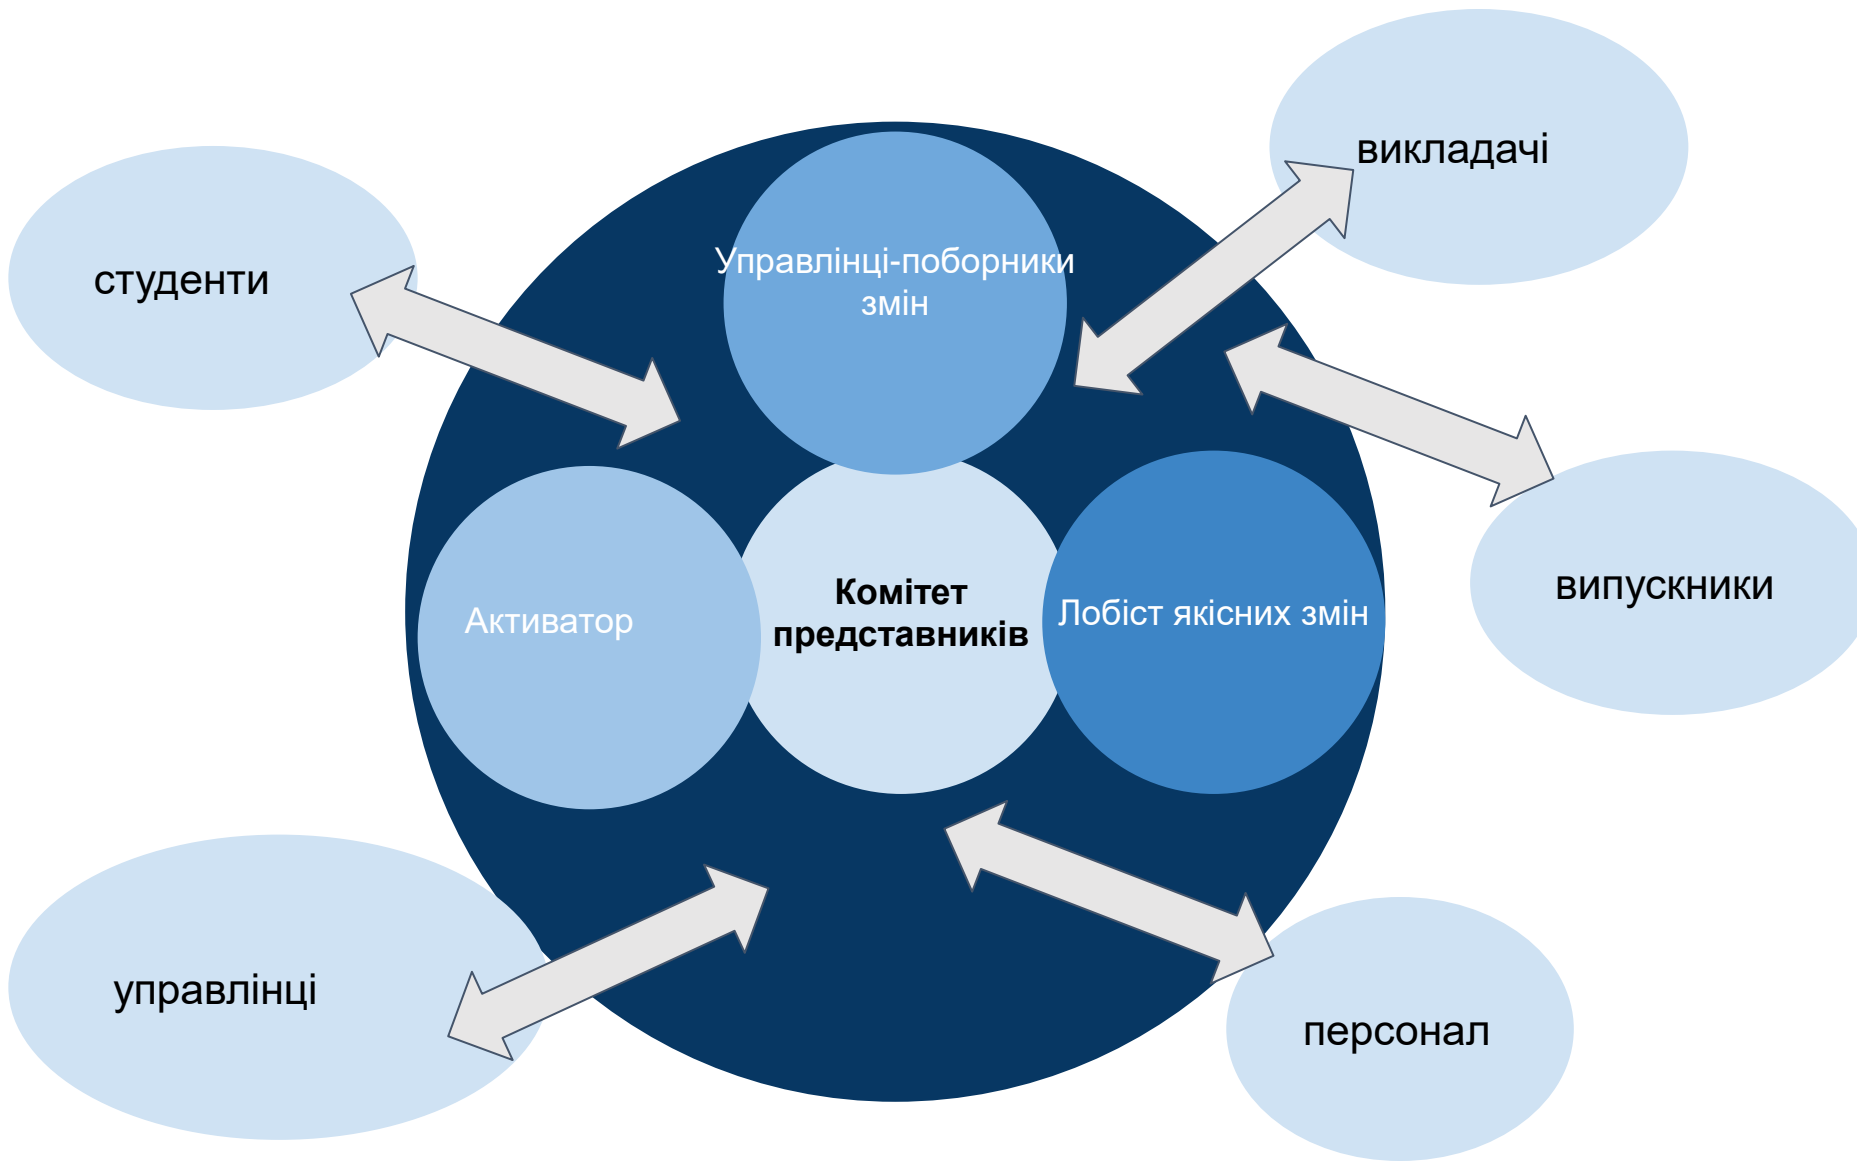 викладачі
студенти
Управлінці-поборники
змін
випускники
Активатор
Комітет
представників
Лобіст якісних змін
управлінці
персонал